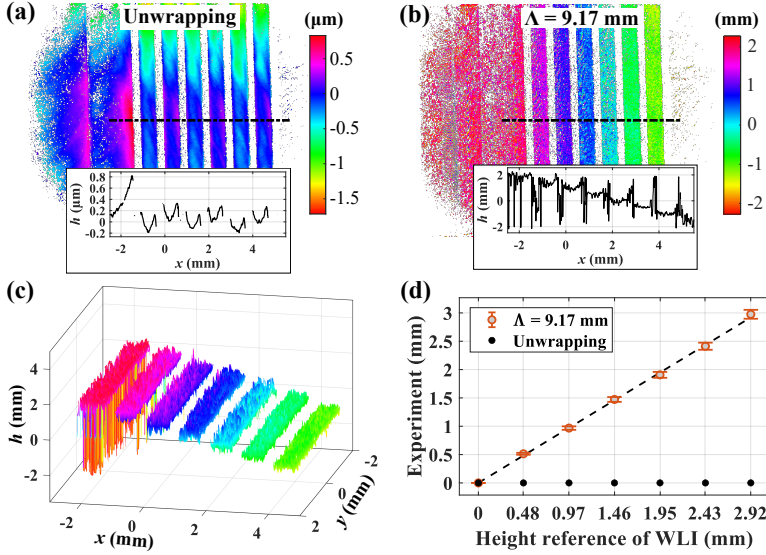 (a)
Unwrapping
(μm)
0.5
0
-0.5
-1
-1.5
0.8
0.6
0.4
0.2
0
-0.2
h (μm)
-2 0 2 4
x (mm)
(b)
Λ = 9.17 mm
(mm)
2
1
0
-1
-2
2
0
-2
h (mm)
-2 0 2 4
x (mm)
(c)
4
2
0
-2
h (mm)
-2 0 2 4
x (mm)
-2
0
2
y (mm)
(d)
Λ = 9.17 mm
Unwrapping
3
2.5
2
1.5
1
0.5
0
Experiment (mm)
0 0.48 0.97 1.46 1.95 2.43 2.92
Height reference of WLI (mm)